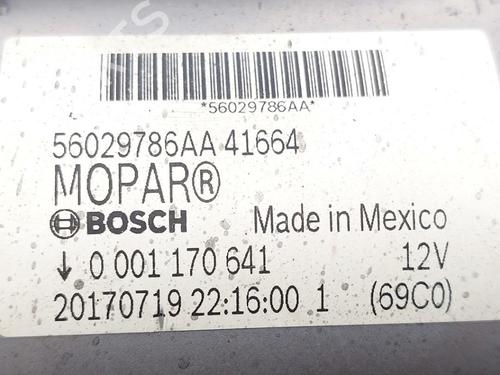 *56029786AA*
56029786AA 41664
MOPAR®
BOSCH Made in Mexico
↓ 0 001 170 641 12V
20170719 22:16:00 1 (69C0)